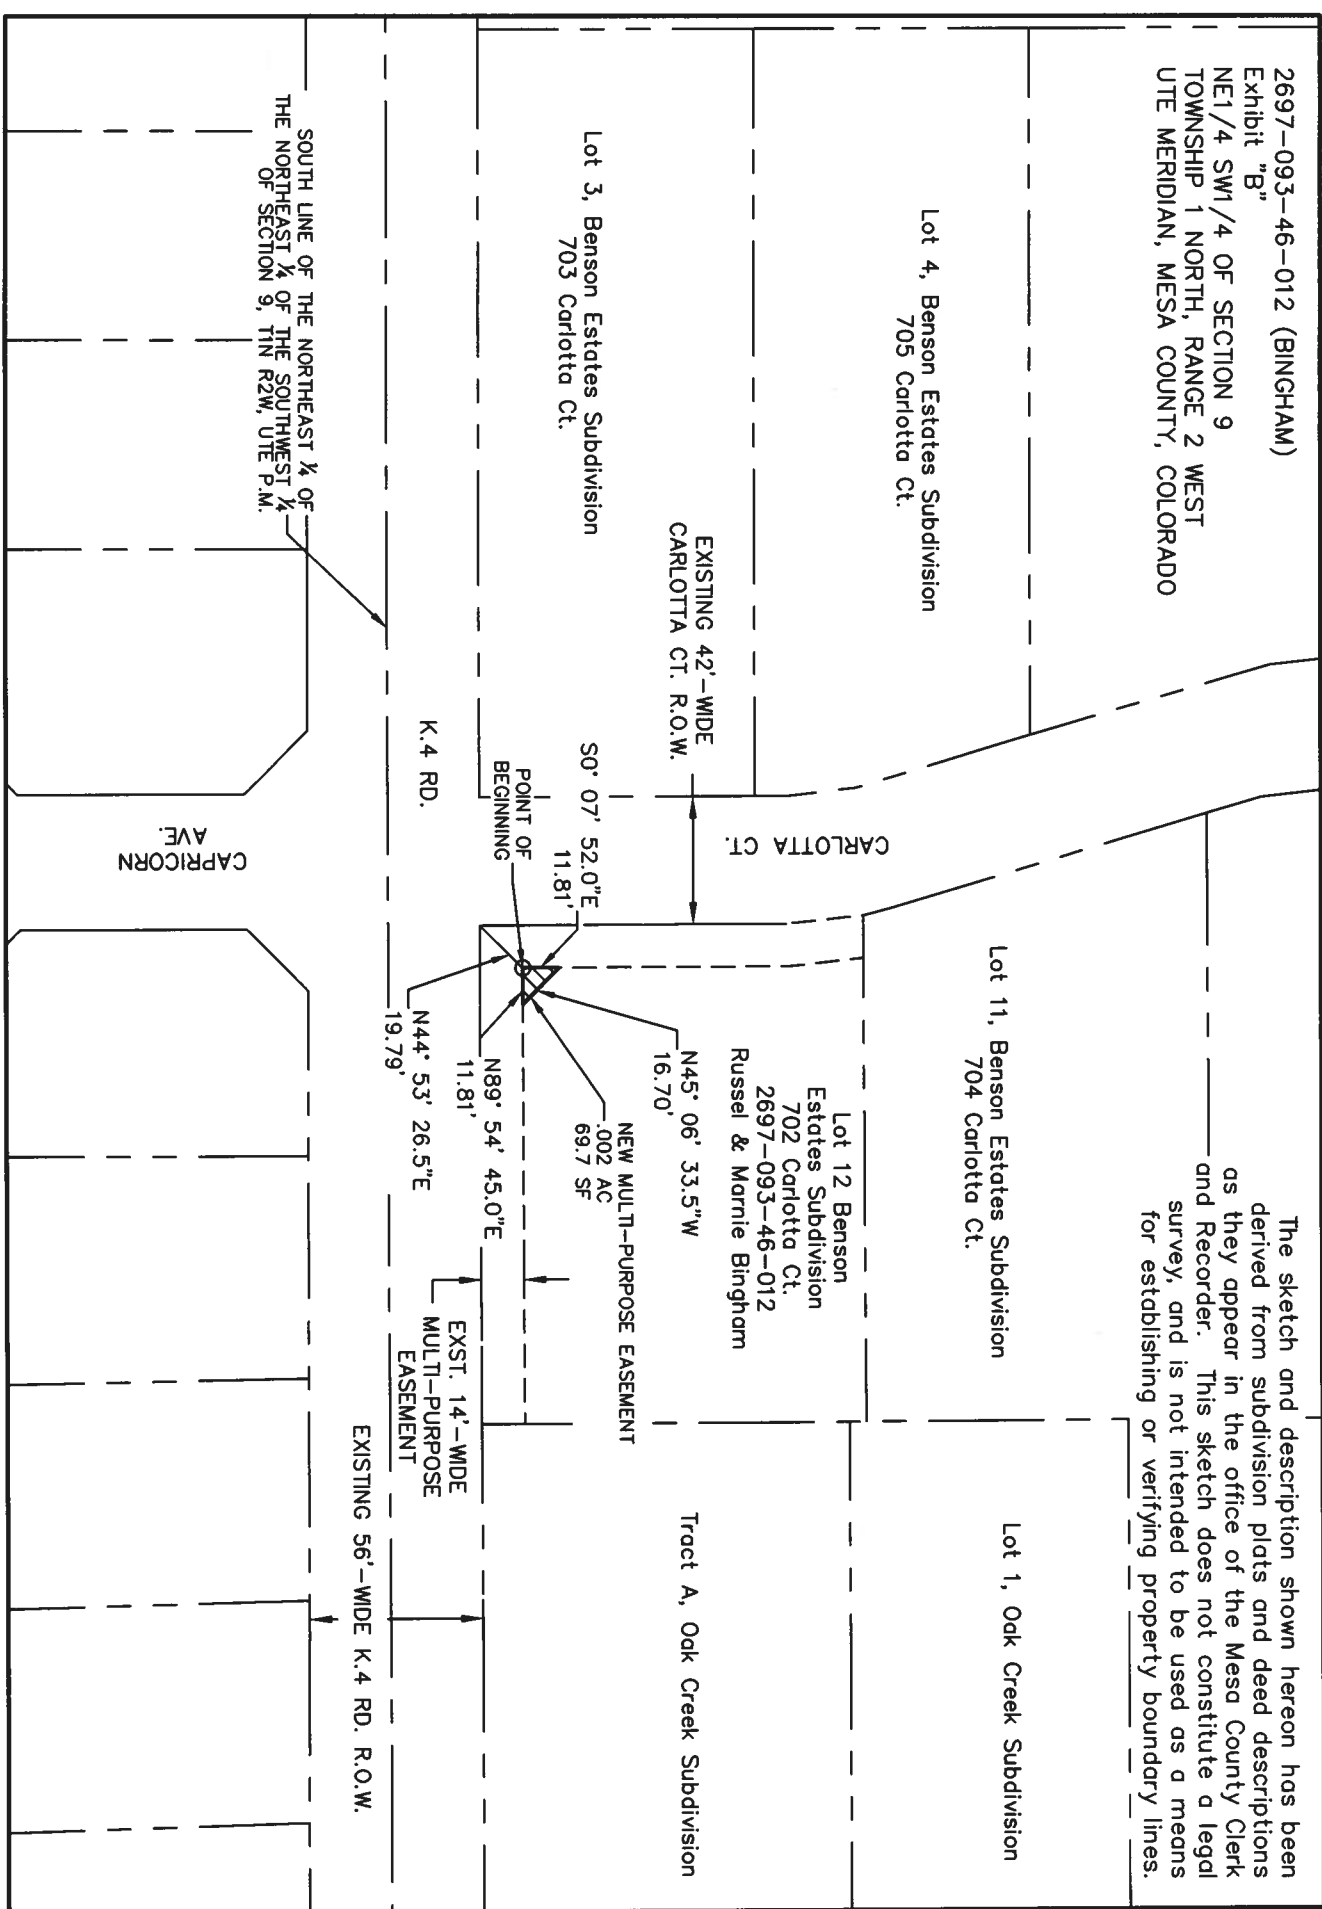 2697-093-46-012 (BINGHAM)
Exhibit "B"
NE1/4 SW1/4 OF SECTION 9
TOWNSHIP 1 NORTH, RANGE 2 WEST
UTE MERIDIAN, MESA COUNTY, COLORADO
The sketch and description shown hereon has been
derived from subdivision plats and deed descriptions
as they appear in the office of the Mesa County Clerk
and Recorder. This sketch does not constitute a legal
survey, and is not intended to be used as a means
for establishing or verifying property boundary lines.
Lot 4, Benson Estates Subdivision
705 Carlotta Ct.
Lot 11, Benson Estates Subdivision
704 Carlotta Ct.
Lot 1, Oak Creek Subdivision
CARLOTTA CT.
EXISTING 42'-WIDE
CARLOTTA CT. R.O.W.
Lot 12 Benson
Estates Subdivision
702 Carlotta Ct.
2697-093-46-012
Russel & Marnie Bingham
Tract A, Oak Creek Subdivision
Lot 3, Benson Estates Subdivision
703 Carlotta Ct.
S0° 07' 52.0"E
11.81'
N45° 06' 33.5"W
16.70'
NEW MULTI-PURPOSE EASEMENT
.002 AC
69.7 SF
POINT OF
BEGINNING
N89° 54' 45.0"E
11.81'
N44° 53' 26.5"E
19.79'
EXST. 14'-WIDE
MULTI-PURPOSE
EASEMENT
K.4 RD.
EXISTING 56'-WIDE K.4 RD. R.O.W.
SOUTH LINE OF THE NORTHEAST ¼ OF
THE NORTHEAST ¼ OF THE SOUTHWEST ¼
OF SECTION 9, T1N R2W, UTE P.M.
CAPRICORN
AVE.